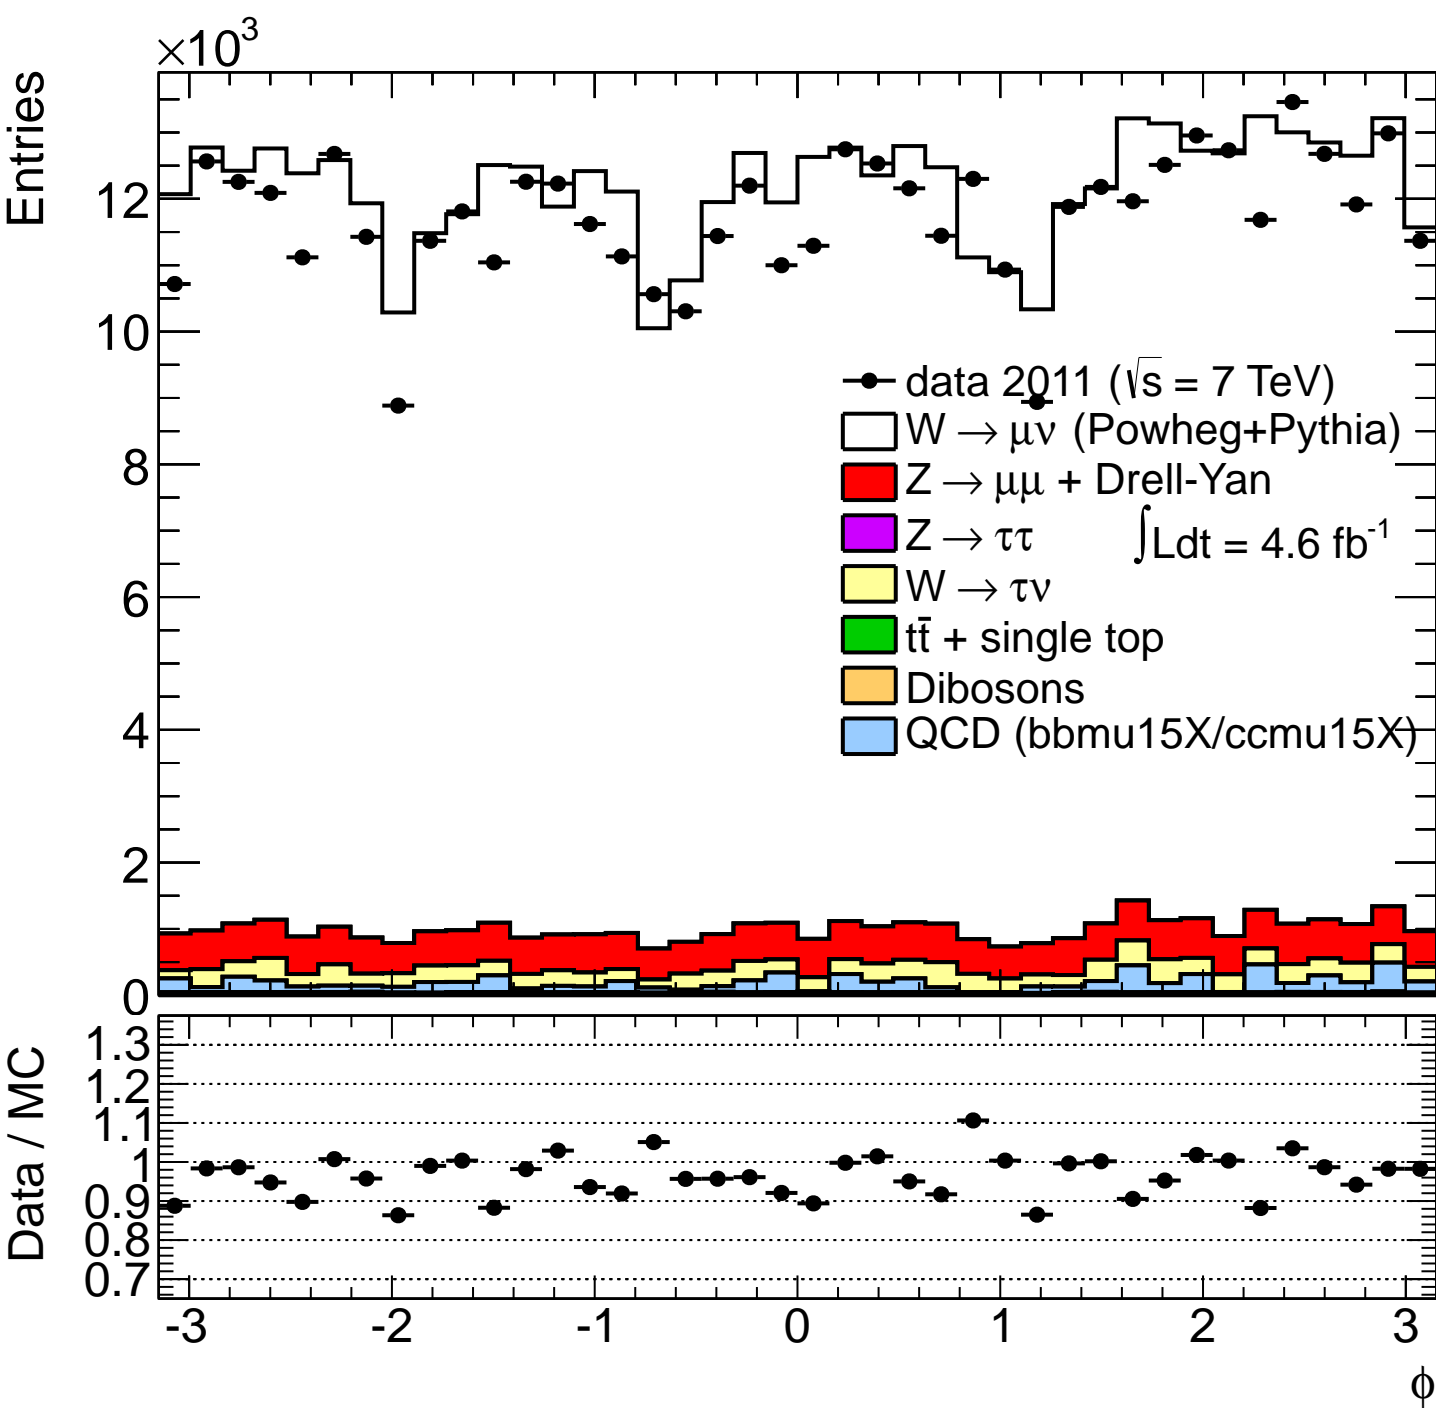 ×10³
Entries
12
10
8
6
4
2
0
data 2011 (√s = 7 TeV)
W → μν (Powheg+Pythia)
Z → μμ + Drell-Yan
Z → ττ
∫Ldt = 4.6 fb⁻¹
W → τν
tt̄ + single top
Dibosons
QCD (bbmu15X/ccmu15X)
Data / MC
1.3
1.2
1.1
1
0.9
0.8
0.7
-3 -2 -1 0 1 2 3
ϕ